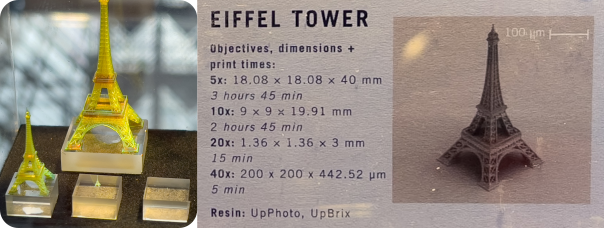 EIFFEL TOWER
Objectives, dimensions +
print times:
5x: 18.08 × 18.08 × 40 mm
3 hours 45 min
10x: 9 × 9 × 19.91 mm
2 hours 45 min
20x: 1.36 × 1.36 × 3 mm
15 min
40x: 200 x 200 x 442.52 µm
5 min
Resin: UpPhoto, UpBrix
100 µm